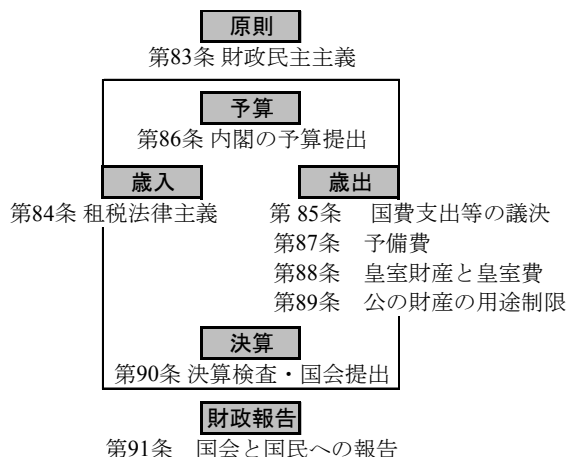 原則
第83条 財政民主主義
予算
第86条 内閣の予算提出
歳入
第84条 租税法律主義
歳出
第 85条　国費支出等の議決
第87条　予備費
第88条　皇室財産と皇室費
第89条　公の財産の用途制限
決算
第90条 決算検査・国会提出
財政報告
第91条　国会と国民への報告